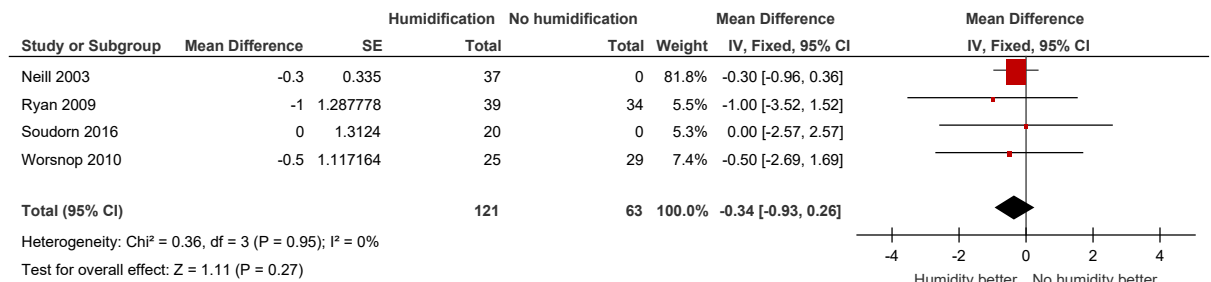 Humidification No humidification Mean Difference Mean Difference
Study or Subgroup Mean Difference SE Total Total Weight IV, Fixed, 95% CI IV, Fixed, 95% CI
Neill 2003 -0.3 0.335 37 0 81.8% -0.30 [-0.96, 0.36]
Ryan 2009 -1 1.287778 39 34 5.5% -1.00 [-3.52, 1.52]
Soudorn 2016 0 1.3124 20 0 5.3% 0.00 [-2.57, 2.57]
Worsnop 2010 -0.5 1.117164 25 29 7.4% -0.50 [-2.69, 1.69]
Total (95% CI) 121 63 100.0% -0.34 [-0.93, 0.26]
Heterogeneity: Chi² = 0.36, df = 3 (P = 0.95); I² = 0%
Test for overall effect: Z = 1.11 (P = 0.27)
-4 -2 0 2 4
Humidity better No humidity better